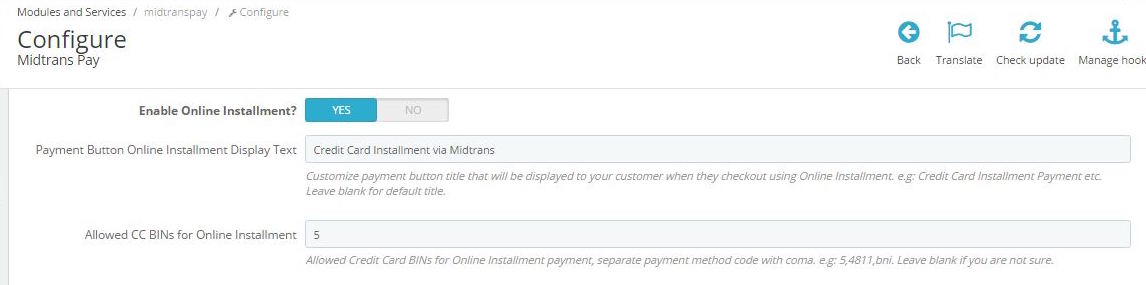 Modules and Services / midtranspay / Configure
Configure
Midtrans Pay
Back Translate Check update Manage hook
Enable Online Installment? YES NO
Payment Button Online Installment Display Text Credit Card Installment via Midtrans
Customize payment button title that will be displayed to your customer when they checkout using Online Installment. e.g: Credit Card Installment Payment etc.
Leave blank for default title.
Allowed CC BINs for Online Installment 5
Allowed Credit Card BINs for Online Installment payment, separate payment method code with coma. e.g: 5,4811,bni. Leave blank if you are not sure.